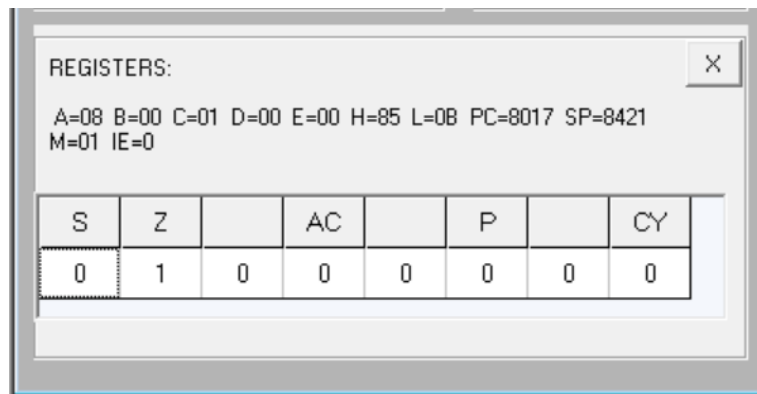 REGISTERS:
X
A=08 B=00 C=01 D=00 E=00 H=85 L=0B PC=8017 SP=8421
M=01 IE=0
S Z AC P CY
0 1 0 0 0 0 0 0